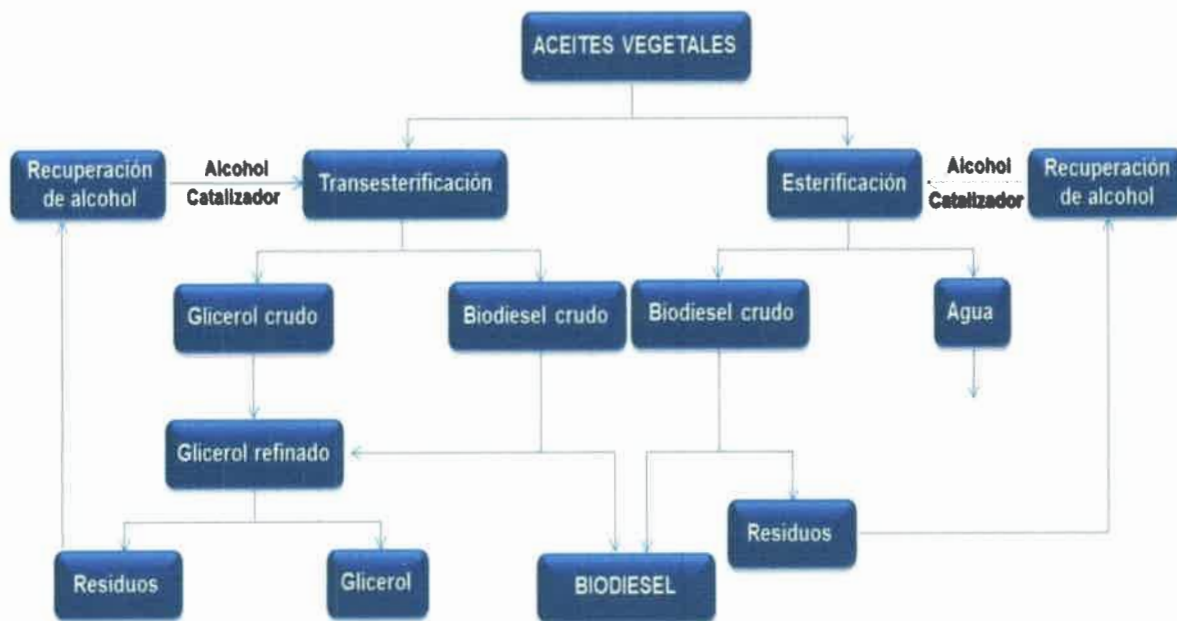 ACEITES VEGETALES
Recuperación
de alcohol
Alcohol
Catalizador
Transesterificación
Esterificación
Alcohol
Catalizador
Recuperación
de alcohol
Glicerol crudo
Biodiesel crudo
Biodiesel crudo
Agua
Glicerol refinado
Residuos
Residuos
Glicerol
BIODIESEL